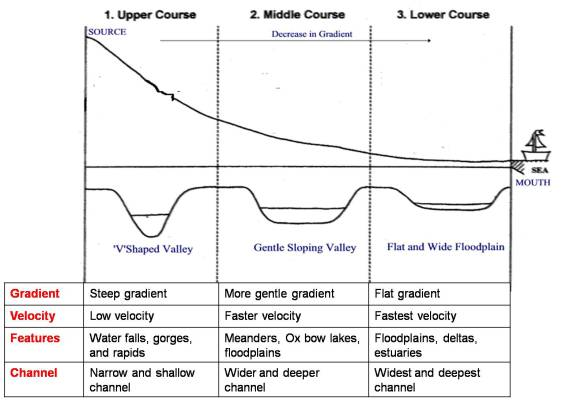 1. Upper Course 2. Middle Course 3. Lower Course
SOURCE
Decrease in Gradient
SEA
MOUTH
'V'Shaped Valley
Gentle Sloping Valley
Flat and Wide Floodplain
Gradient Steep gradient More gentle gradient Flat gradient
Velocity Low velocity Faster velocity Fastest velocity
Features Water falls, gorges, Meanders, Ox bow lakes, Floodplains, deltas,
and rapids floodplains estuaries
Channel Narrow and shallow Wider and deeper Widest and deepest
channel channel channel